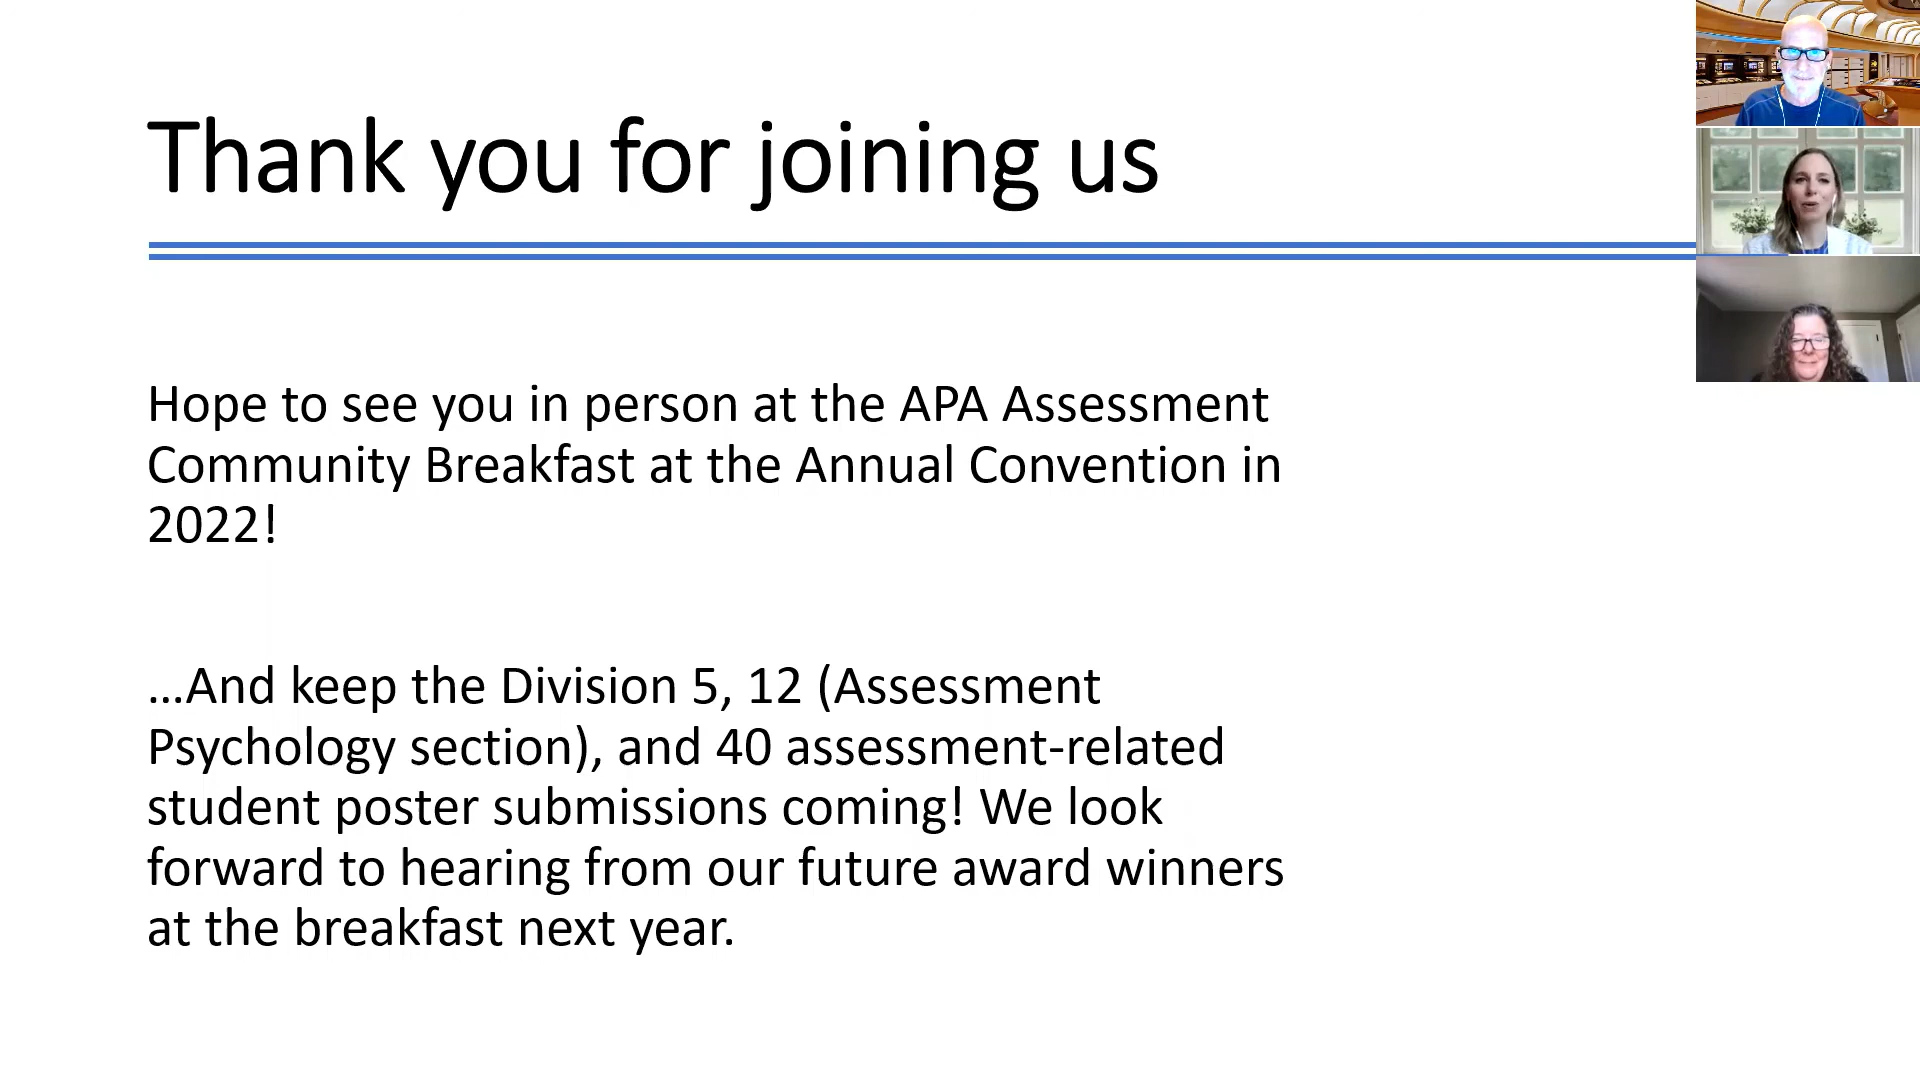 Thank you for joining us
Hope to see you in person at the APA Assessment
Community Breakfast at the Annual Convention in
2022!
…And keep the Division 5, 12 (Assessment
Psychology section), and 40 assessment-related
student poster submissions coming! We look
forward to hearing from our future award winners
at the breakfast next year.